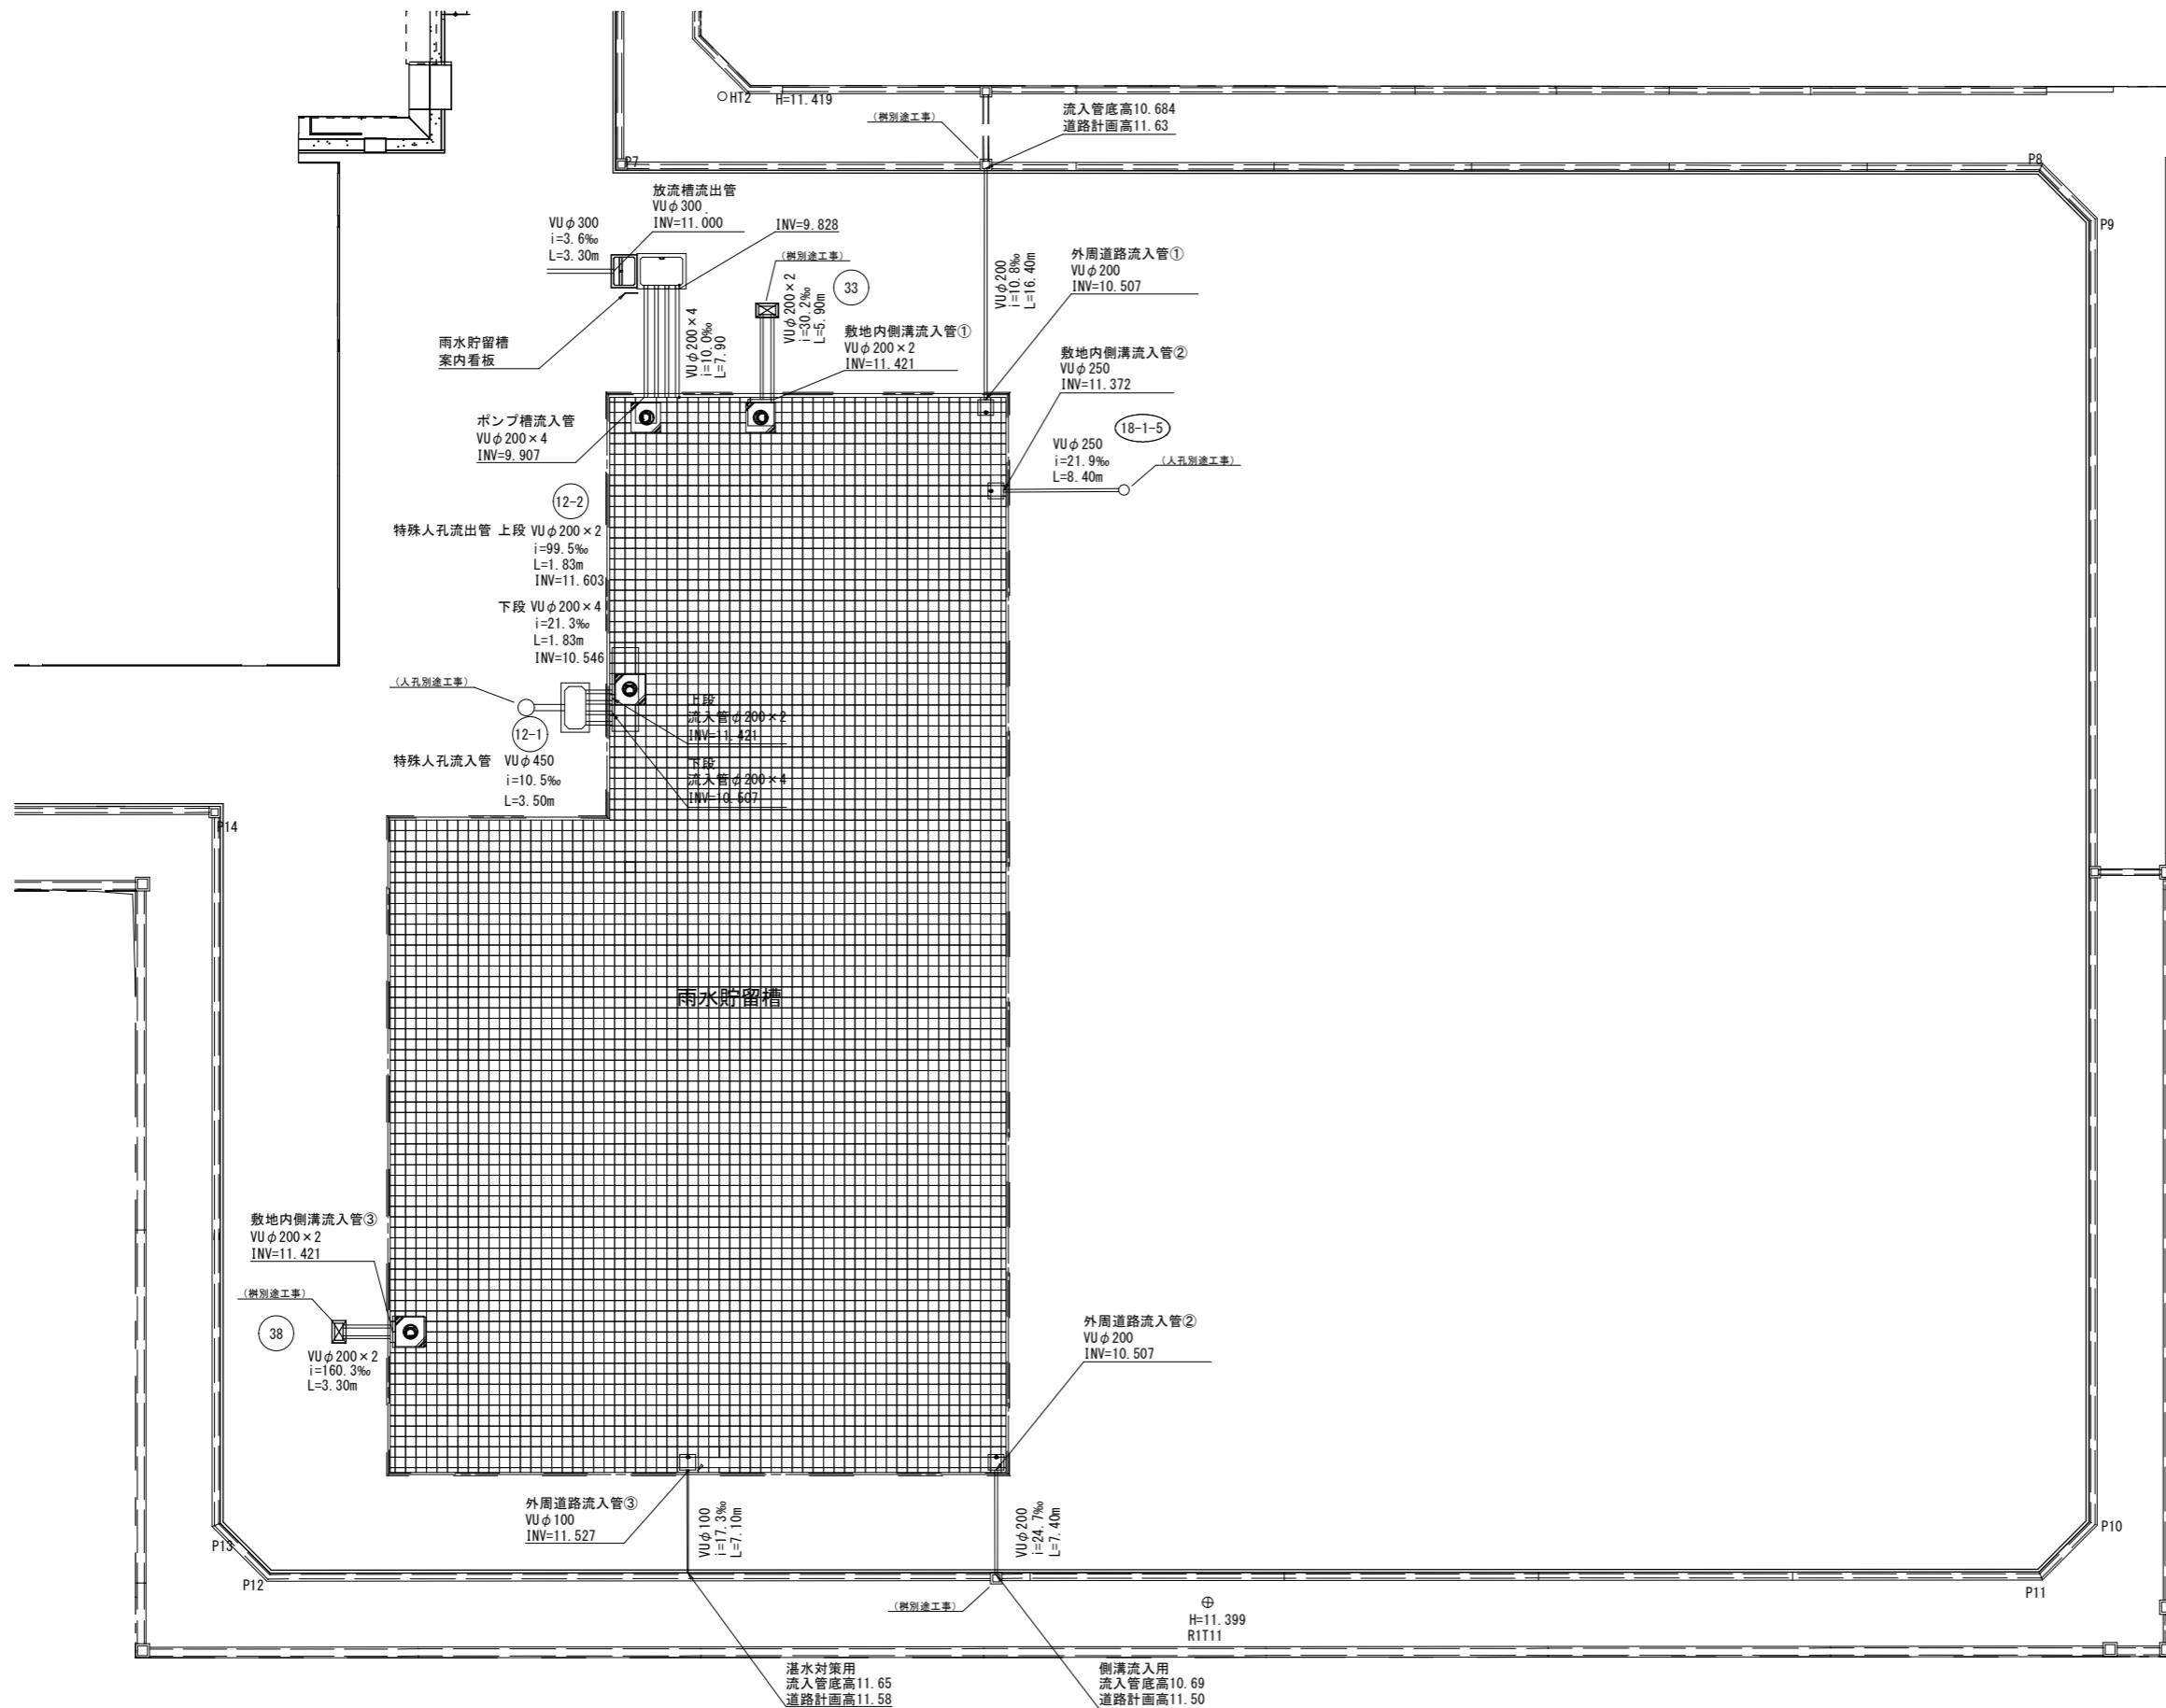 HT2
H=11.419
(桝別途工事)
流入管底高10.684
道路計画高11.63
P7
P8
P9
放流槽流出管
VUφ300
INV=11.000
VUφ300
i=3.6‰
L=3.30m
INV=9.828
(桝別途工事)
33
VUφ200×2
i=30.2‰
L=5.90m
VUφ200
i=10.8‰
L=16.40m
外周道路流入管①
VUφ200
INV=10.507
雨水貯留槽
案内看板
VUφ200×4
i=10.0‰
L=7.90
敷地内側溝流入管①
VUφ200×2
INV=11.421
敷地内側溝流入管②
VUφ250
INV=11.372
18-1-5
VUφ250
i=21.9‰
L=8.40m
(人孔別途工事)
ポンプ槽流入管
VUφ200×4
INV=9.907
12-2
特殊人孔流出管 上段 VUφ200×2
i=99.5‰
L=1.83m
INV=11.603
下段 VUφ200×4
i=21.3‰
L=1.83m
INV=10.546
(人孔別途工事)
12-1
特殊人孔流入管 VUφ450
i=10.5‰
L=3.50m
上段
流入管φ200×2
INV=11.421
下段
流入管φ200×4
INV=10.507
P14
雨水貯留槽
敷地内側溝流入管③
VUφ200×2
INV=11.421
(桝別途工事)
38
VUφ200×2
i=160.3‰
L=3.30m
外周道路流入管②
VUφ200
INV=10.507
外周道路流入管③
VUφ100
INV=11.527
VUφ100
i=17.3‰
L=7.10m
VUφ200
i=24.7‰
L=7.40m
P13
P12
P10
P11
(桝別途工事)
H=11.399
R1T11
湛水対策用
流入管底高11.65
道路計画高11.58
側溝流入用
流入管底高10.69
道路計画高11.50